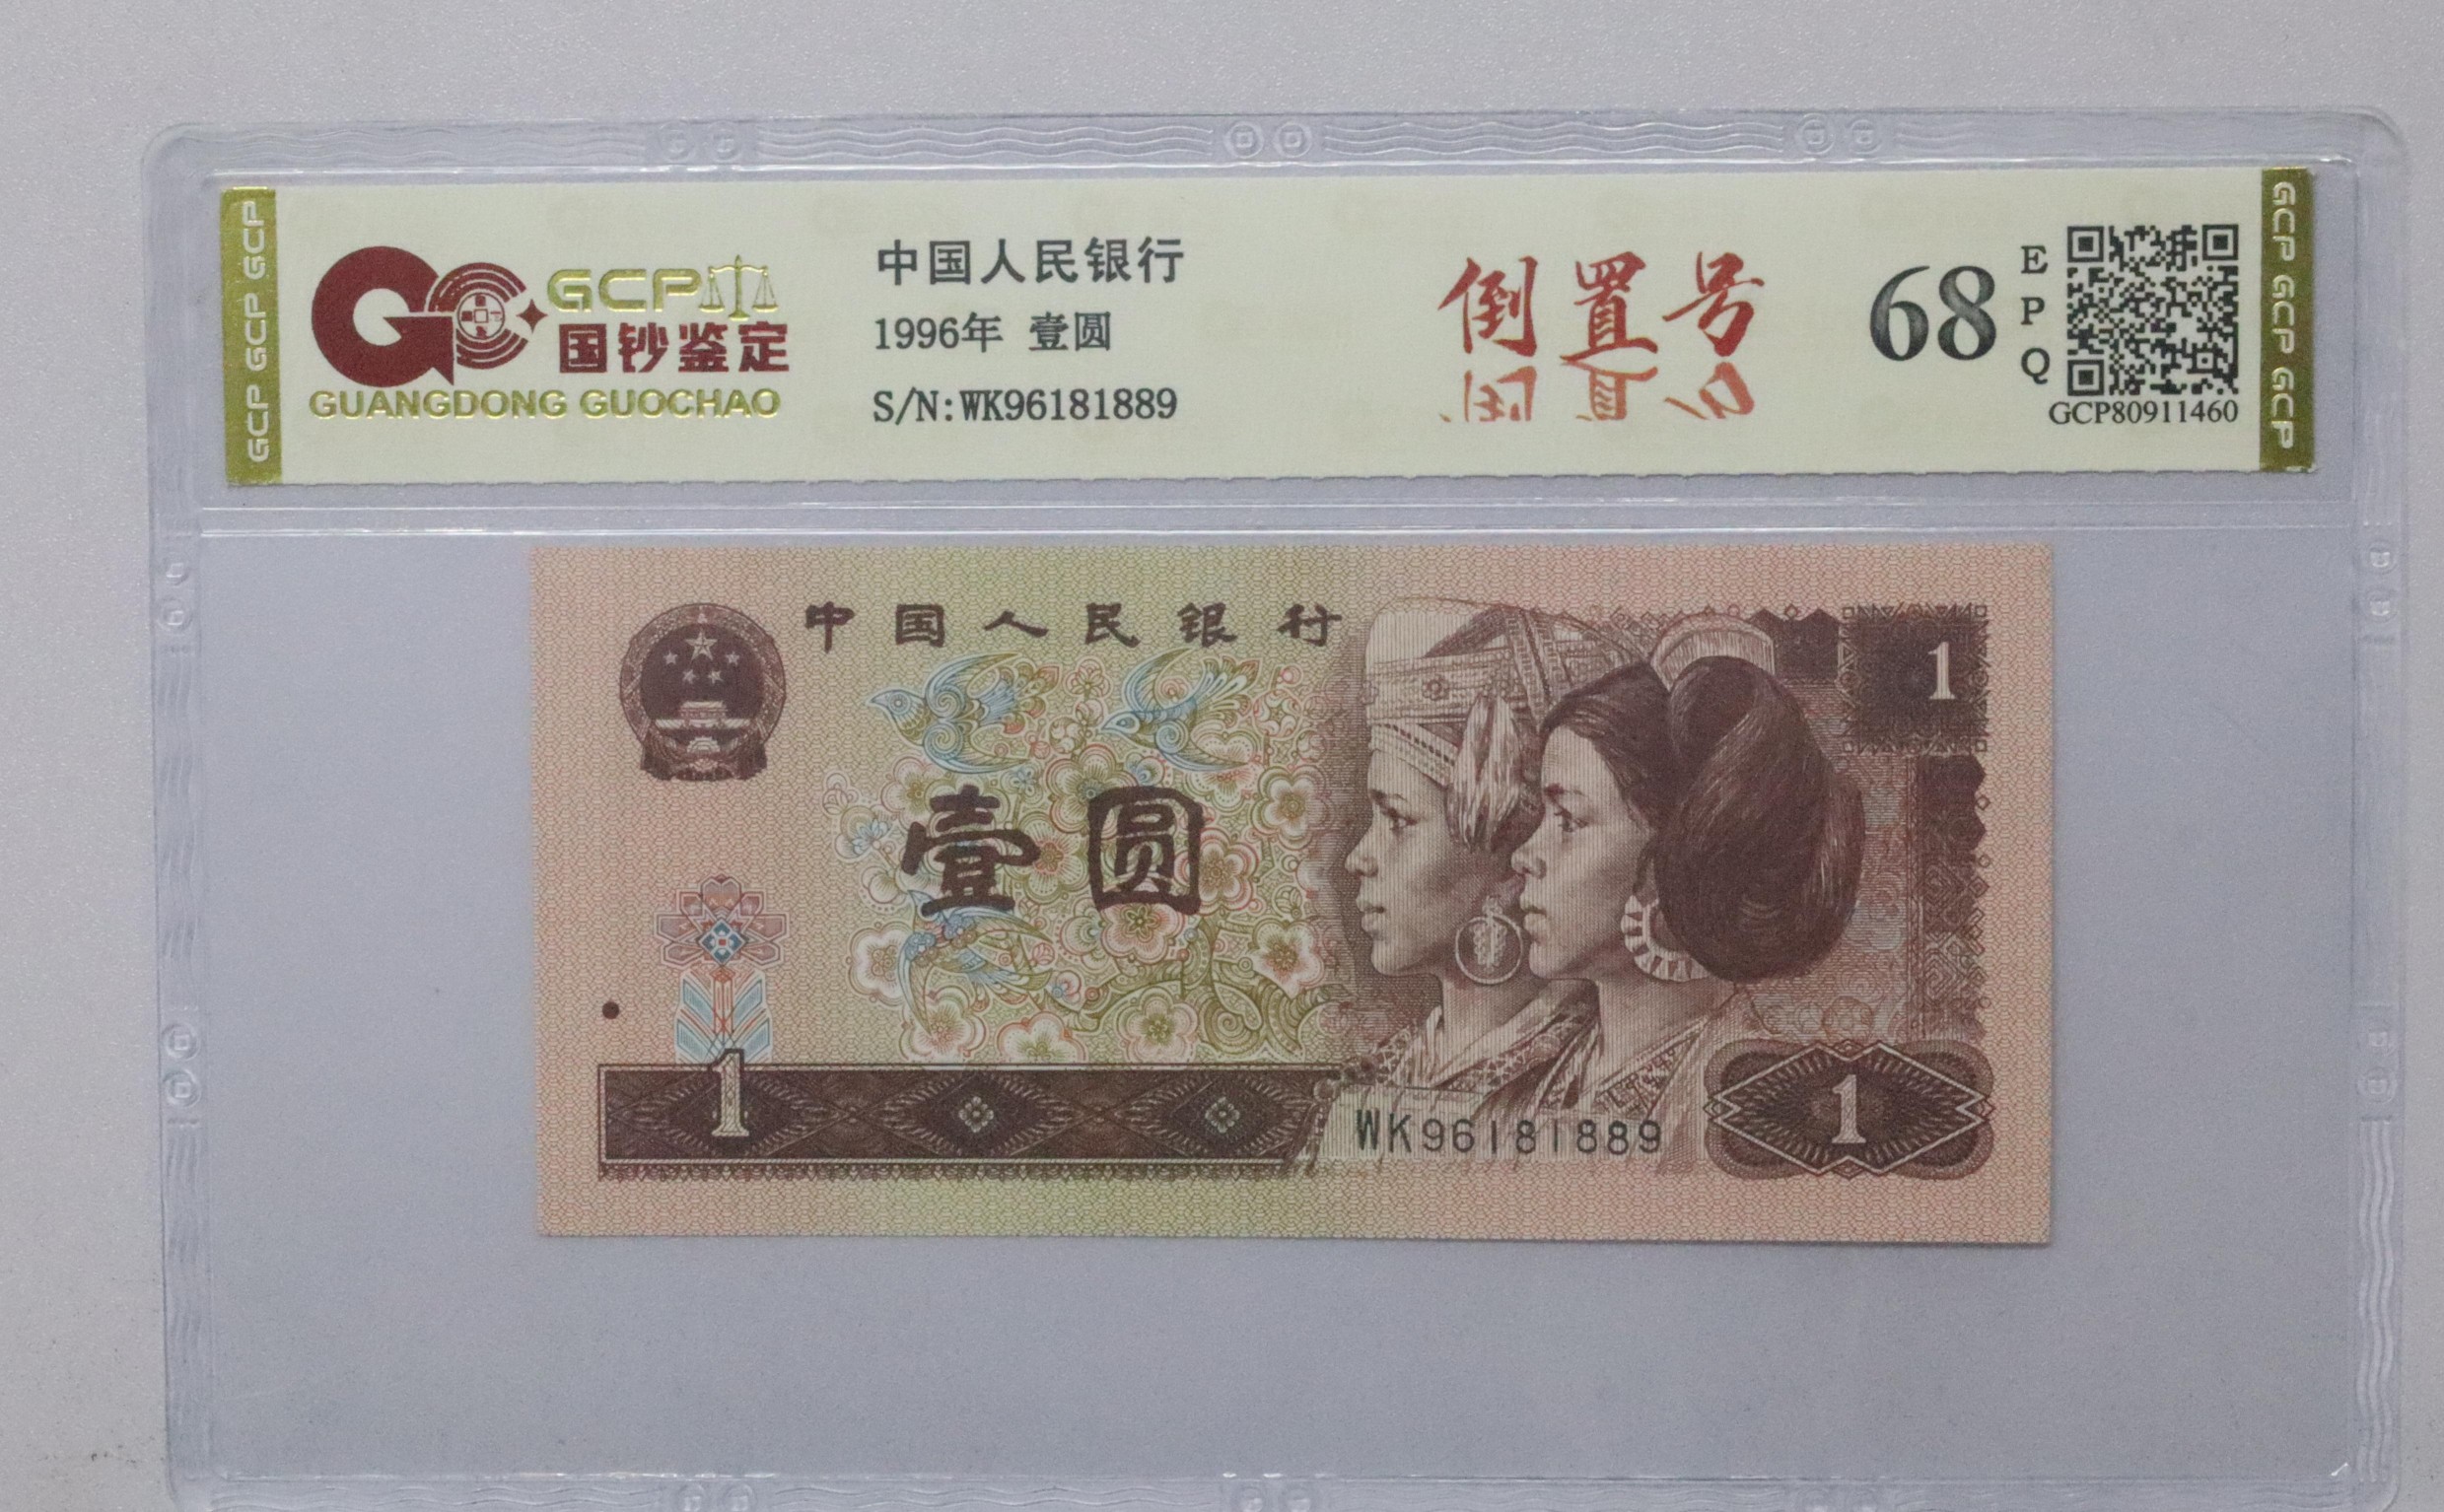 GCP GCP GCP
GCP
国钞鉴定
GUANGDONG GUOCHAO
中国人民银行
1996年 壹圆
S/N:WK96181889
倒置号
68
EPQ
GCP80911460
GCP GCP GCP
中国人民银行
1
壹圆
1
WK96181889
1